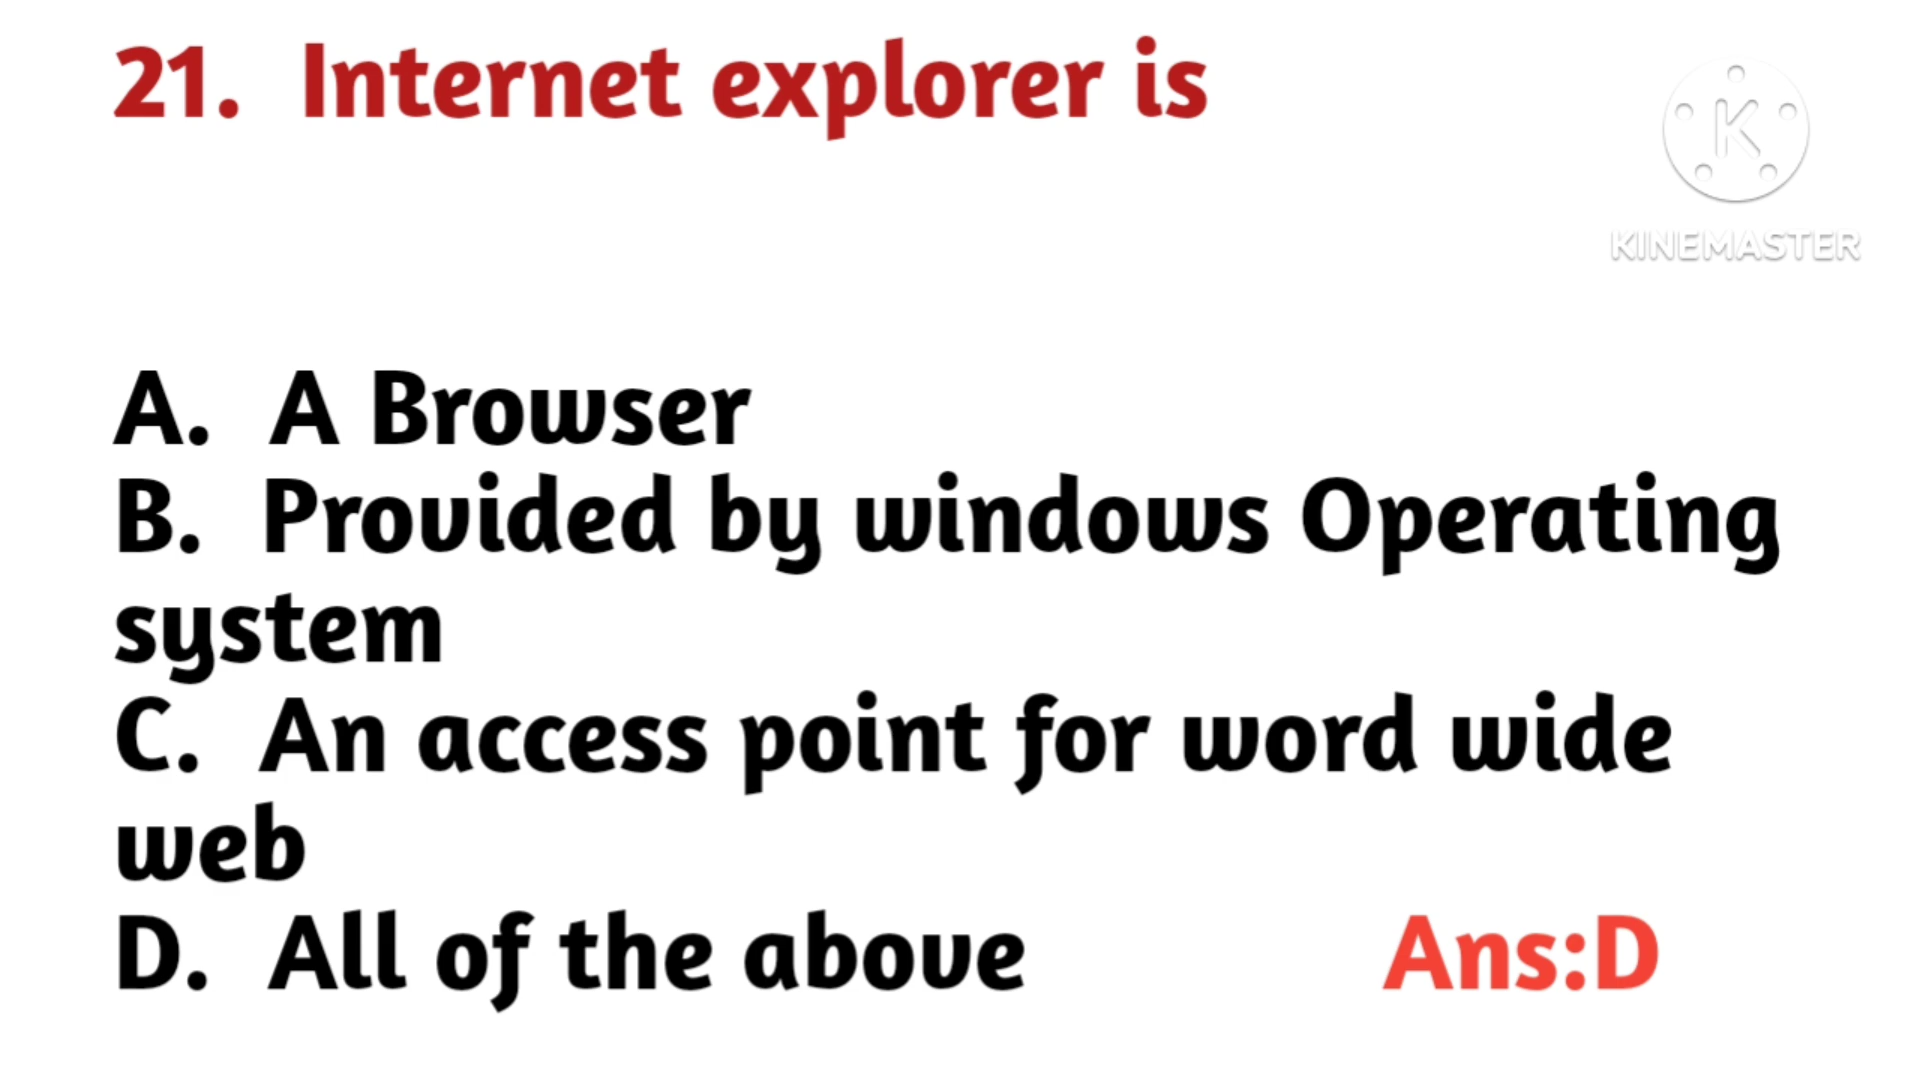 21. Internet explorer is
K
KINEMASTER
A. A Browser
B. Provided by windows Operating
system
C. An access point for word wide
web
D. All of the above Ans:D